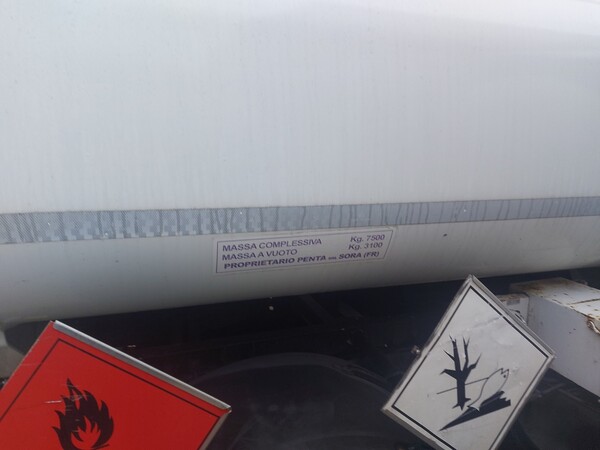 MASSA COMPLESSIVA Kg. 7500
MASSA A VUOTO Kg. 3100
PROPRIETARIO PENTA SORA (FR)